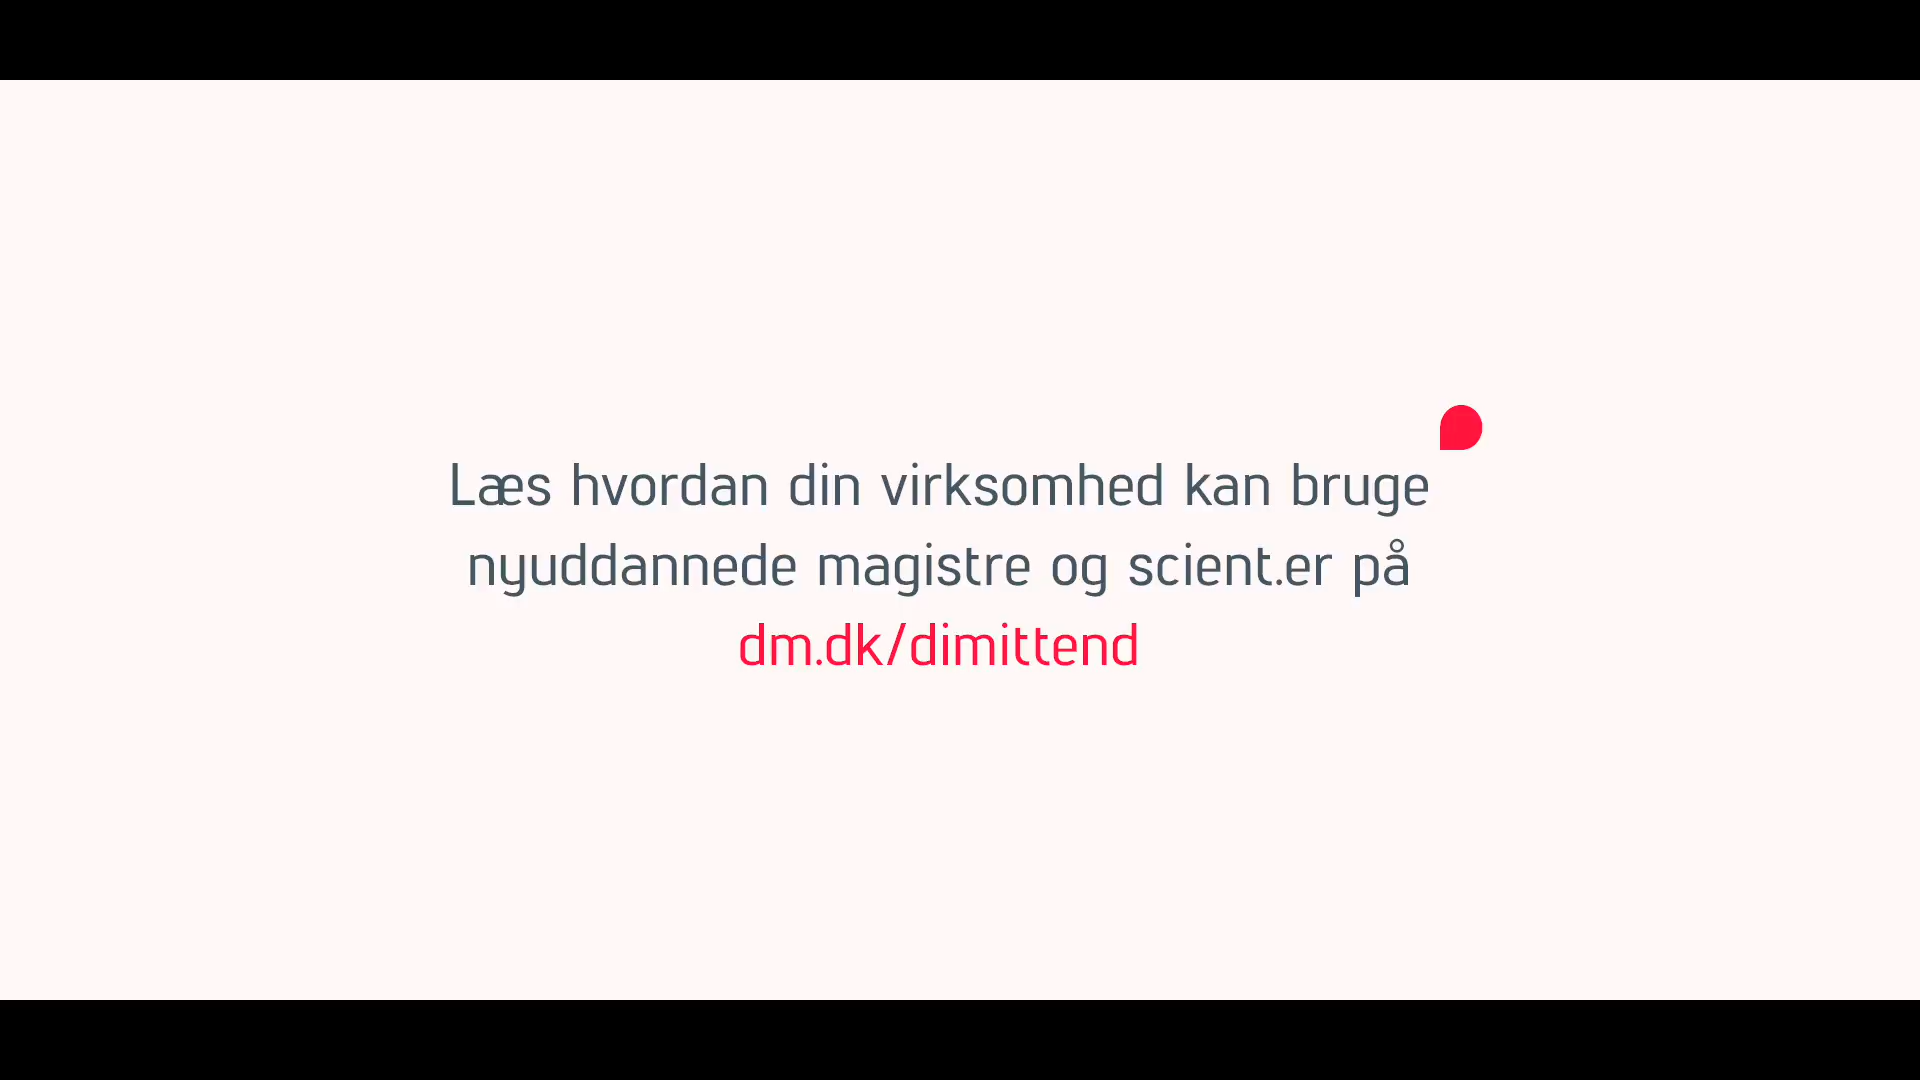 Læs hvordan din virksomhed kan bruge
nyuddannede magistre og scient.er på
dm.dk/dimittend